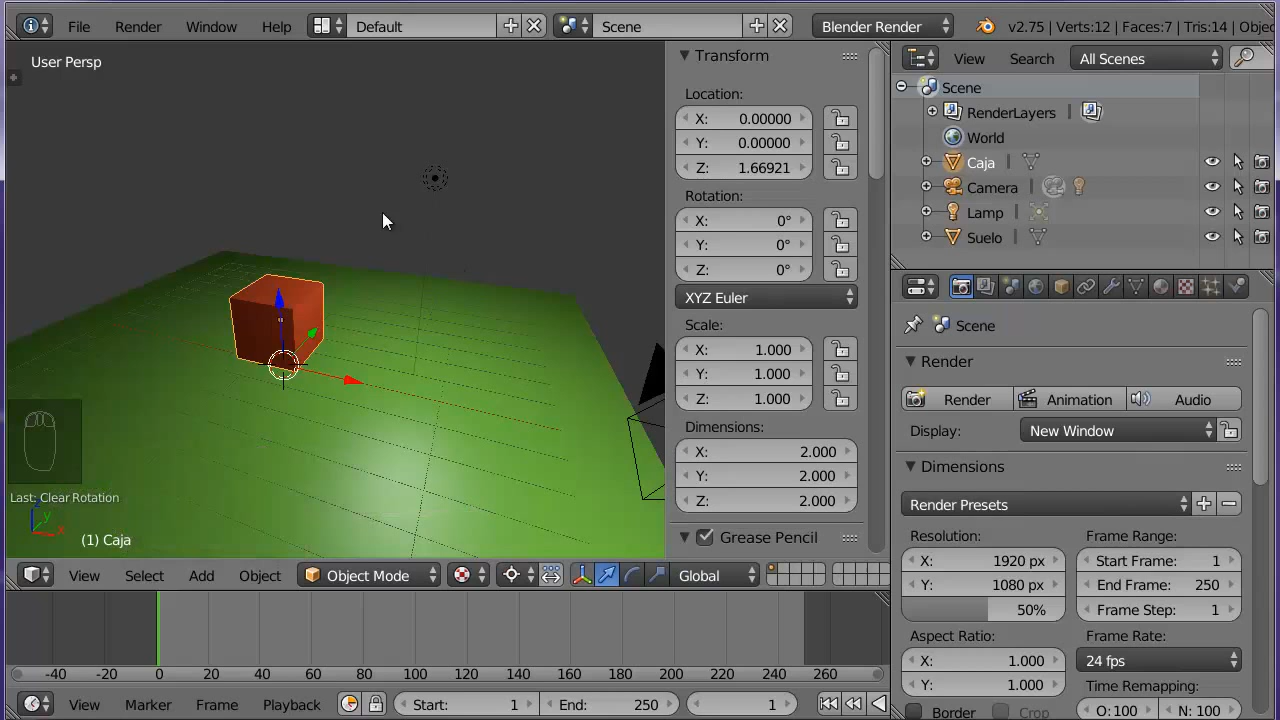 File Render Window Help Default Scene Blender Render v2.75 | Verts:12 | Faces:7 | Tris:14 | Objec
User Persp
Transform
Location:
X: 0.00000
Y: 0.00000
Z: 1.66921
Rotation:
X: 0°
Y: 0°
Z: 0°
XYZ Euler
Scale:
X: 1.000
Y: 1.000
Z: 1.000
Dimensions:
X: 2.000
Y: 2.000
Z: 2.000
Grease Pencil
Last: Clear Rotation
z
y
x
(1) Caja
View Select Add Object Object Mode Global
-40 -20 0 20 40 60 80 100 120 140 160 180 200 220 240 260
View Marker Frame Playback Start: 1 End: 250 1
View Search All Scenes
Scene
RenderLayers |
World
Caja |
Camera |
Lamp |
Suelo |
Scene
Render
Render Animation Audio
Display: New Window
Dimensions
Render Presets
Resolution: Frame Range:
X: 1920 px Start Frame: 1
Y: 1080 px End Frame: 250
50% Frame Step: 1
Aspect Ratio: Frame Rate:
X: 1.000 24 fps
Y: 1.000 Time Remapping:
Border Crop O: 100 N: 100